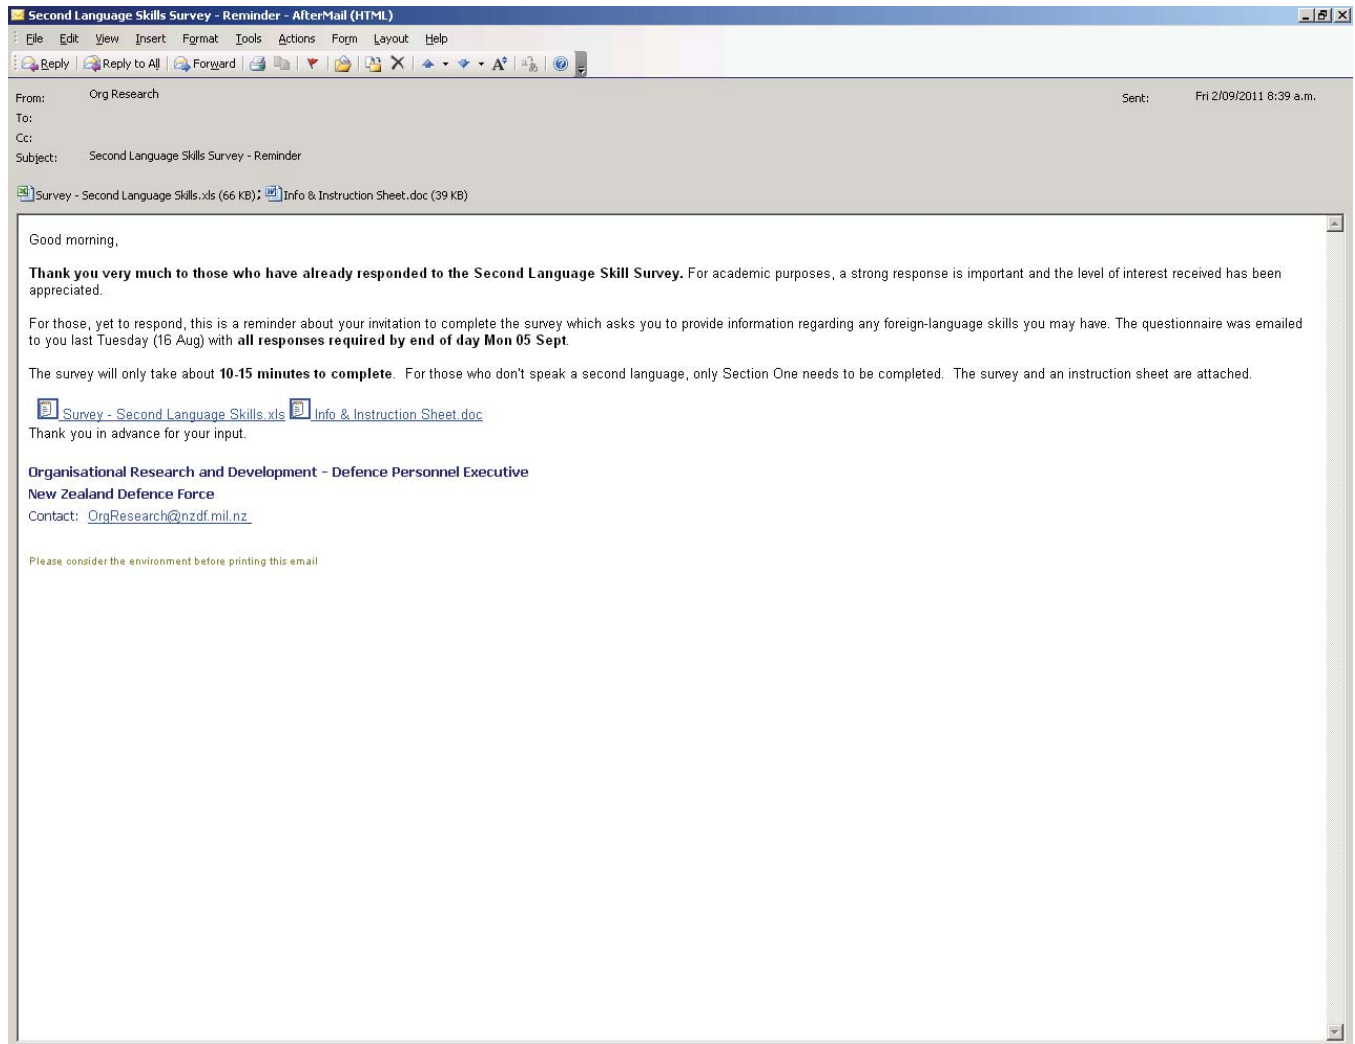 Second Language Skills Survey - Reminder - AfterMail (HTML)
File Edit View Insert Format Tools Actions Form Layout Help
Reply Reply to All Forward
From: Org Research Sent: Fri 2/09/2011 8:39 a.m.
To:
Cc:
Subject: Second Language Skills Survey - Reminder
Survey - Second Language Skills.xls (66 KB); Info & Instruction Sheet.doc (39 KB)
Good morning,
Thank you very much to those who have already responded to the Second Language Skill Survey. For academic purposes, a strong response is important and the level of interest received has been
appreciated.
For those, yet to respond, this is a reminder about your invitation to complete the survey which asks you to provide information regarding any foreign-language skills you may have. The questionnaire was emailed
to you last Tuesday (16 Aug) with all responses required by end of day Mon 05 Sept.
The survey will only take about 10-15 minutes to complete. For those who don't speak a second language, only Section One needs to be completed. The survey and an instruction sheet are attached.
Survey - Second Language Skills.xls Info & Instruction Sheet.doc
Thank you in advance for your input.
Organisational Research and Development - Defence Personnel Executive
New Zealand Defence Force
Contact: OrgResearch@nzdf.mil.nz
Please consider the environment before printing this email